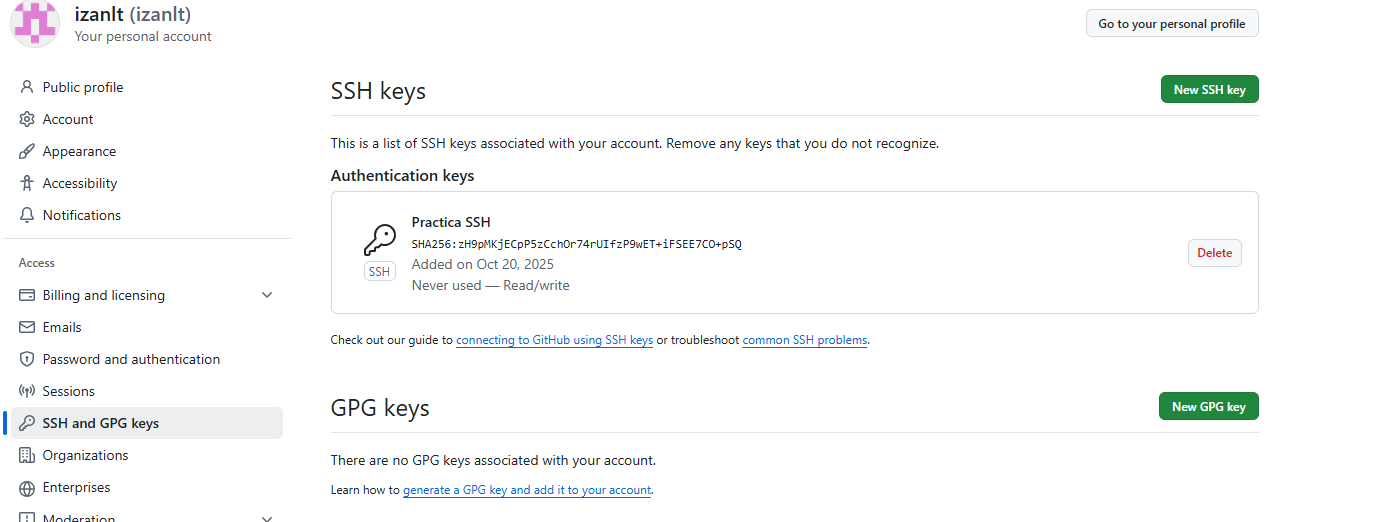 izanlt (izanlt)
Your personal account
Go to your personal profile
Public profile
Account
Appearance
Accessibility
Notifications
Access
Billing and licensing
Emails
Password and authentication
Sessions
SSH and GPG keys
Organizations
Enterprises
Moderation
SSH keys
New SSH key
This is a list of SSH keys associated with your account. Remove any keys that you do not recognize.
Authentication keys
Practica SSH
SHA256:zH9pMKjECpP5zCchOr74rUIfzP9wET+iFSEE7CO+pSQ
Added on Oct 20, 2025
Never used — Read/write
SSH
Delete
Check out our guide to connecting to GitHub using SSH keys or troubleshoot common SSH problems.
GPG keys
New GPG key
There are no GPG keys associated with your account.
Learn how to generate a GPG key and add it to your account.